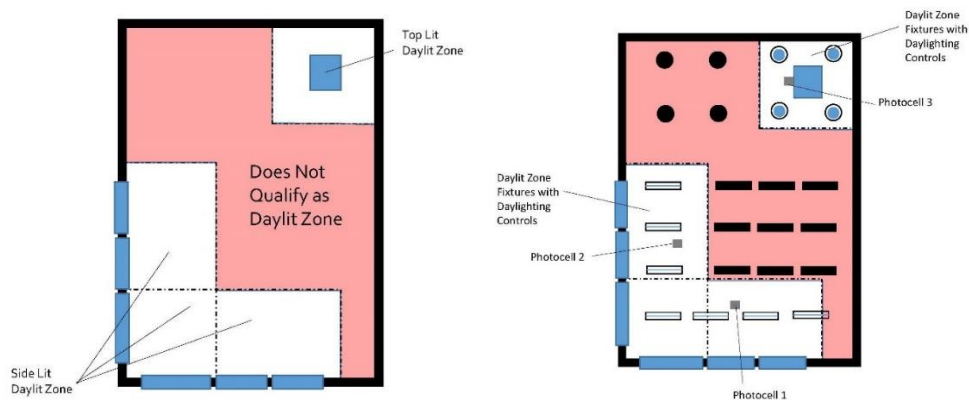 Top Lit
Daylit Zone
Does Not
Qualify as
Daylit Zone
Side Lit
Daylit Zone
Daylit Zone
Fixtures with
Daylighting
Controls
Photocell 3
Daylit Zone
Fixtures with
Daylighting
Controls
Photocell 2
Photocell 1